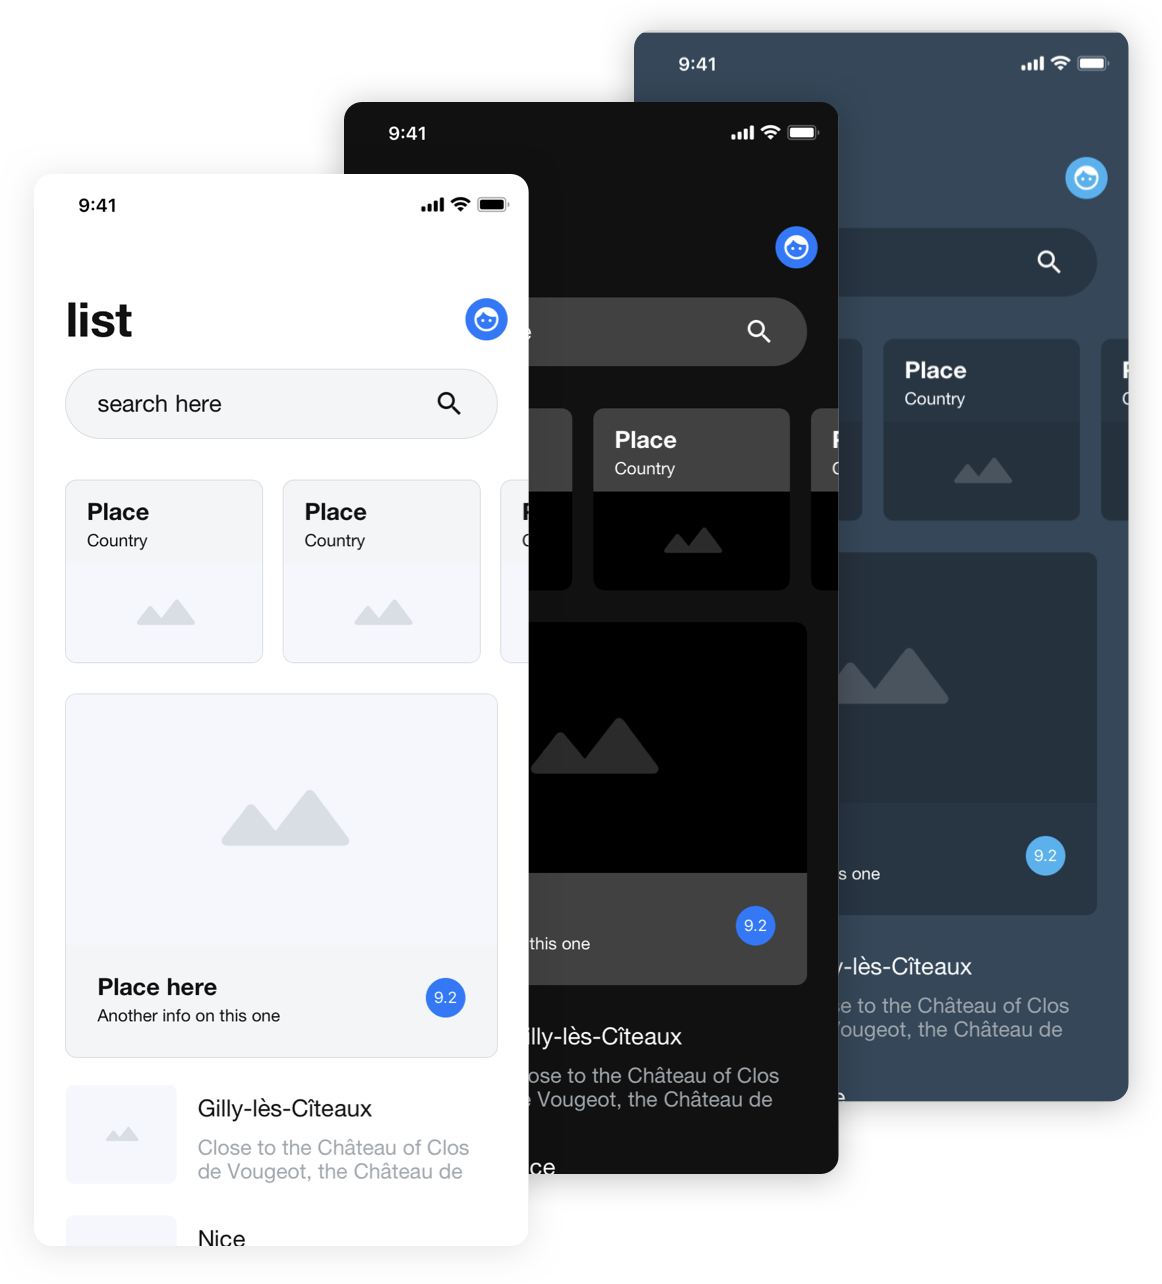 9:41
list
search here
Place
Country
Place
Country
Place here
Another info on this one
9.2
Gilly-lès-Cîteaux
Close to the Château of Clos
de Vougeot, the Château de
Nice
9:41
Place
Country
this one
9.2
illy-lès-Cîteaux
ose to the Château of Clos
Vougeot, the Château de
ce
9:41
Place
Country
s one
9.2
-lès-Cîteaux
se to the Château of Clos
ougeot, the Château de